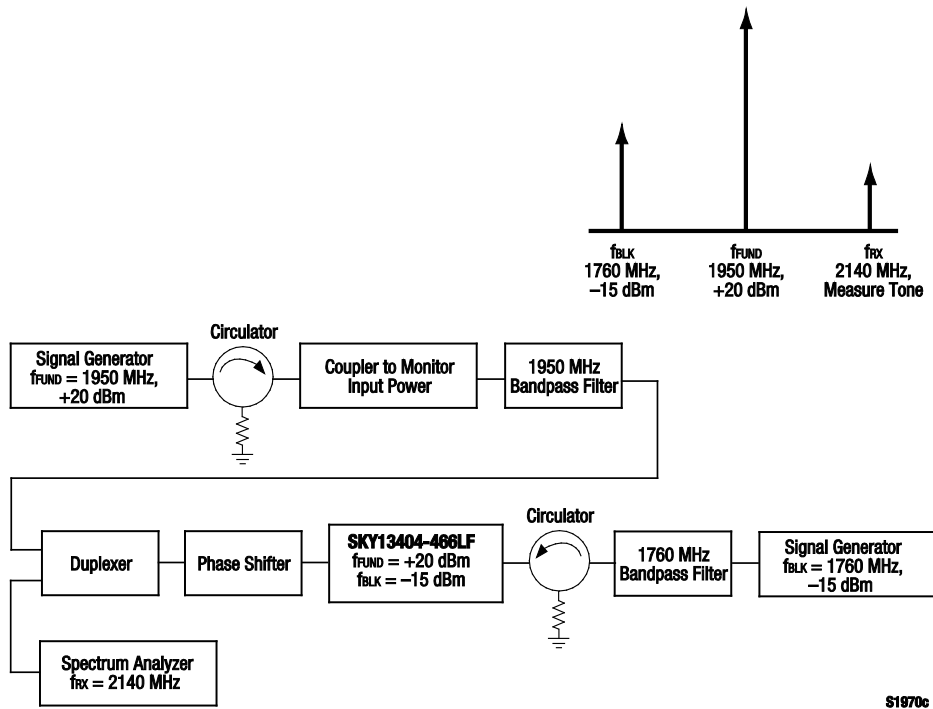 fBLK
1760 MHz,
–15 dBm
fFUND
1950 MHz,
+20 dBm
fRX
2140 MHz,
Measure Tone
Signal Generator
fFUND = 1950 MHz,
+20 dBm
Circulator
Coupler to Monitor
Input Power
1950 MHz
Bandpass Filter
Duplexer
Phase Shifter
SKY13404-466LF
fFUND = +20 dBm
fBLK = –15 dBm
Circulator
1760 MHz
Bandpass Filter
Signal Generator
fBLK = 1760 MHz,
–15 dBm
Spectrum Analyzer
fRX = 2140 MHz
S1970c